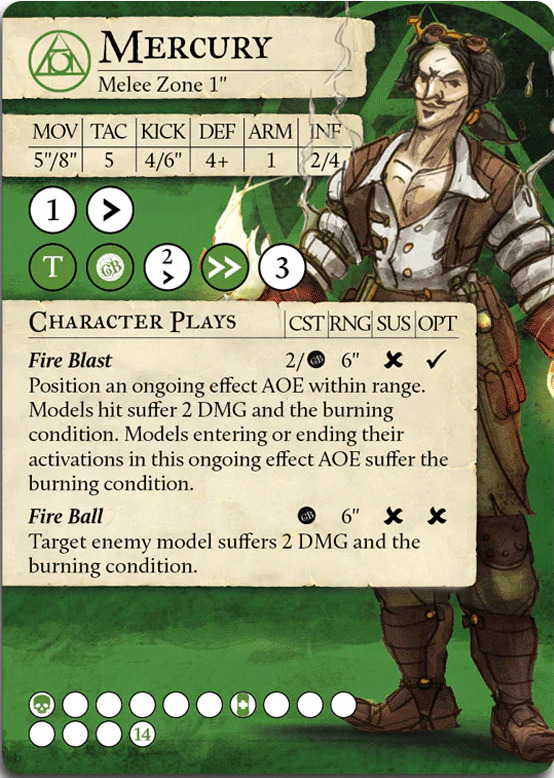 Mercury
Melee Zone 1"
MOV TAC KICK DEF ARM INF
5"/8" 5 4/6" 4+ 1 2/4
1 >
T GB 2 > >> 3
Character Plays CST RNG SUS OPT
Fire Blast 2/GB 6" ✘ ✓
Position an ongoing effect AOE within range.
Models hit suffer 2 DMG and the burning
condition. Models entering or ending their
activations in this ongoing effect AOE suffer the
burning condition.
Fire Ball GB 6" ✘ ✘
Target enemy model suffers 2 DMG and the
burning condition.
14